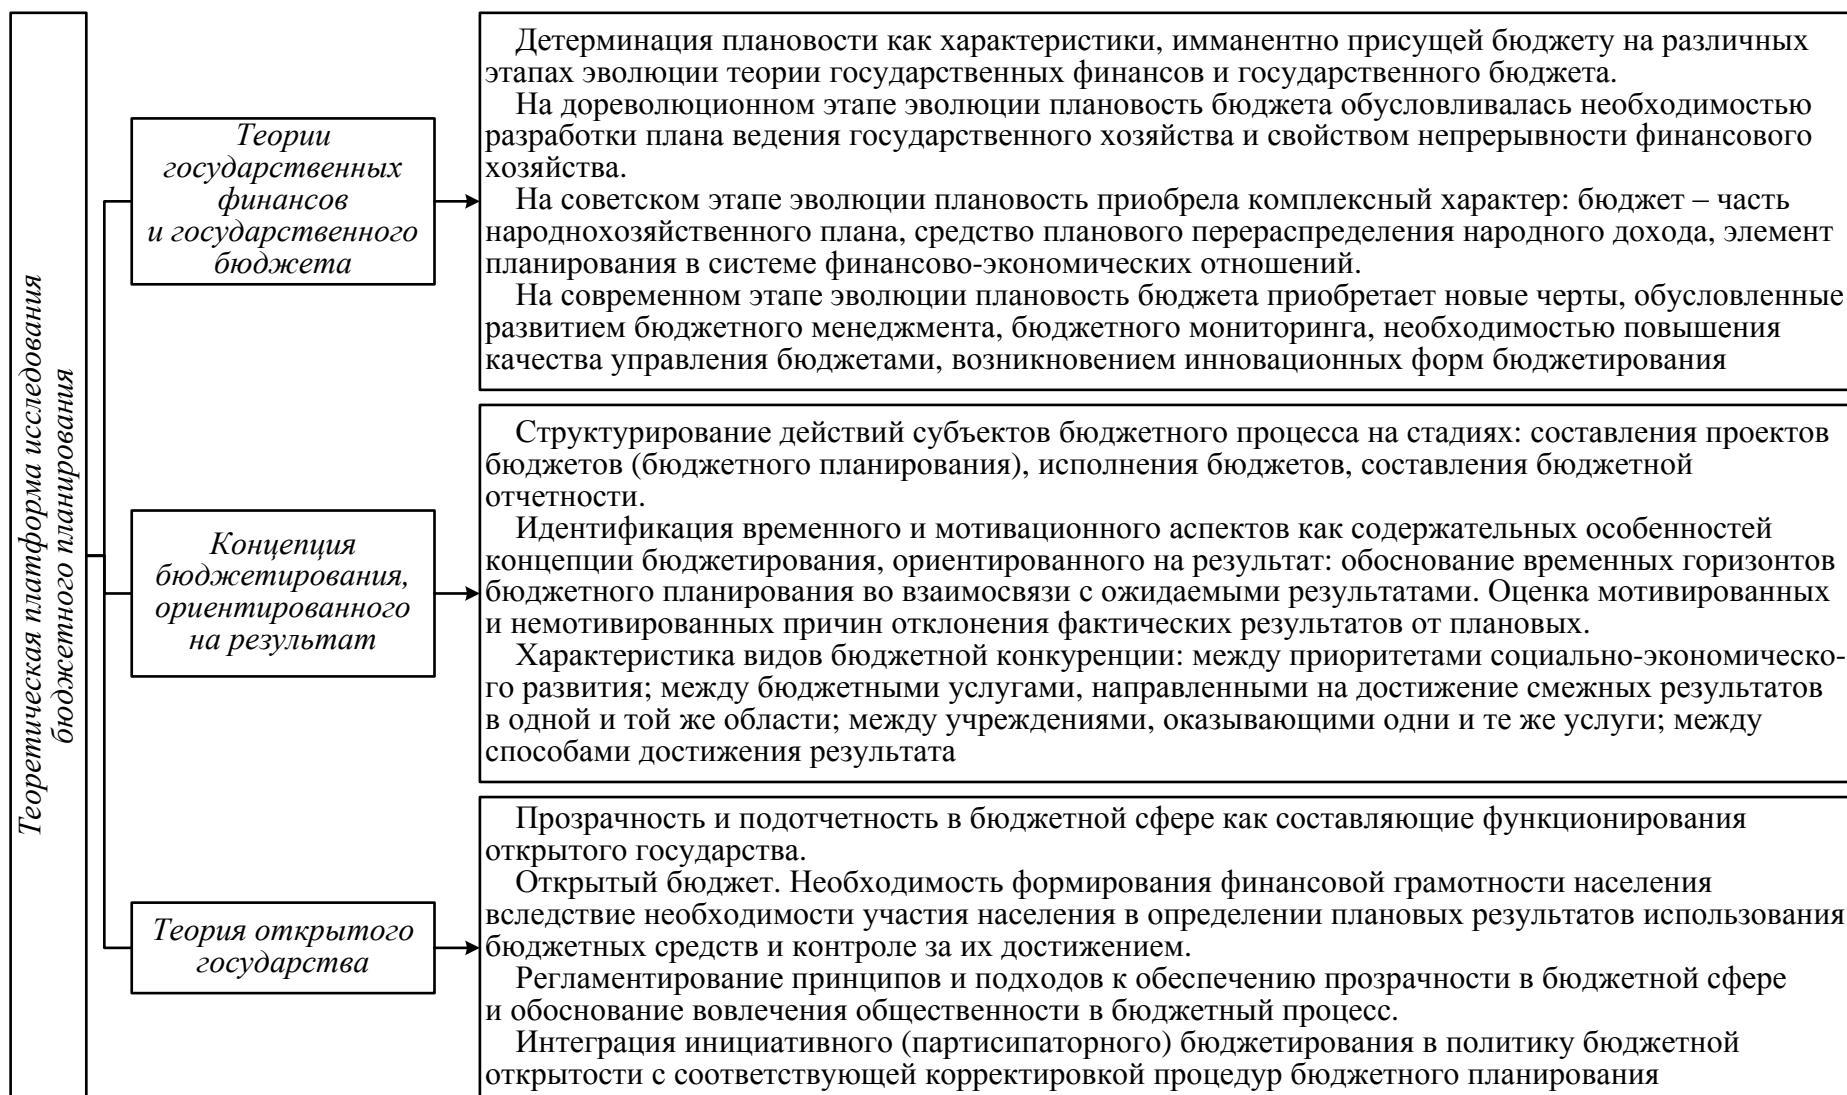 Теоретическая платформа исследования
бюджетного планирования
Теории
государственных
финансов
и государственного
бюджета
Детерминация плановости как характеристики, имманентно присущей бюджету на различных
этапах эволюции теории государственных финансов и государственного бюджета.
На дореволюционном этапе эволюции плановость бюджета обусловливалась необходимостью
разработки плана ведения государственного хозяйства и свойством непрерывности финансового
хозяйства.
На советском этапе эволюции плановость приобрела комплексный характер: бюджет – часть
народнохозяйственного плана, средство планового перераспределения народного дохода, элемент
планирования в системе финансово-экономических отношений.
На современном этапе эволюции плановость бюджета приобретает новые черты, обусловленные
развитием бюджетного менеджмента, бюджетного мониторинга, необходимостью повышения
качества управления бюджетами, возникновением инновационных форм бюджетирования
Концепция
бюджетирования,
ориентированного
на результат
Структурирование действий субъектов бюджетного процесса на стадиях: составления проектов
бюджетов (бюджетного планирования), исполнения бюджетов, составления бюджетной
отчетности.
Идентификация временного и мотивационного аспектов как содержательных особенностей
концепции бюджетирования, ориентированного на результат: обоснование временных горизонтов
бюджетного планирования во взаимосвязи с ожидаемыми результатами. Оценка мотивированных
и немотивированных причин отклонения фактических результатов от плановых.
Характеристика видов бюджетной конкуренции: между приоритетами социально-экономическо-
го развития; между бюджетными услугами, направленными на достижение смежных результатов
в одной и той же области; между учреждениями, оказывающими одни и те же услуги; между
способами достижения результата
Теория открытого
государства
Прозрачность и подотчетность в бюджетной сфере как составляющие функционирования
открытого государства.
Открытый бюджет. Необходимость формирования финансовой грамотности населения
вследствие необходимости участия населения в определении плановых результатов использования
бюджетных средств и контроле за их достижением.
Регламентирование принципов и подходов к обеспечению прозрачности в бюджетной сфере
и обоснование вовлечения общественности в бюджетный процесс.
Интеграция инициативного (партисипаторного) бюджетирования в политику бюджетной
открытости с соответствующей корректировкой процедур бюджетного планирования